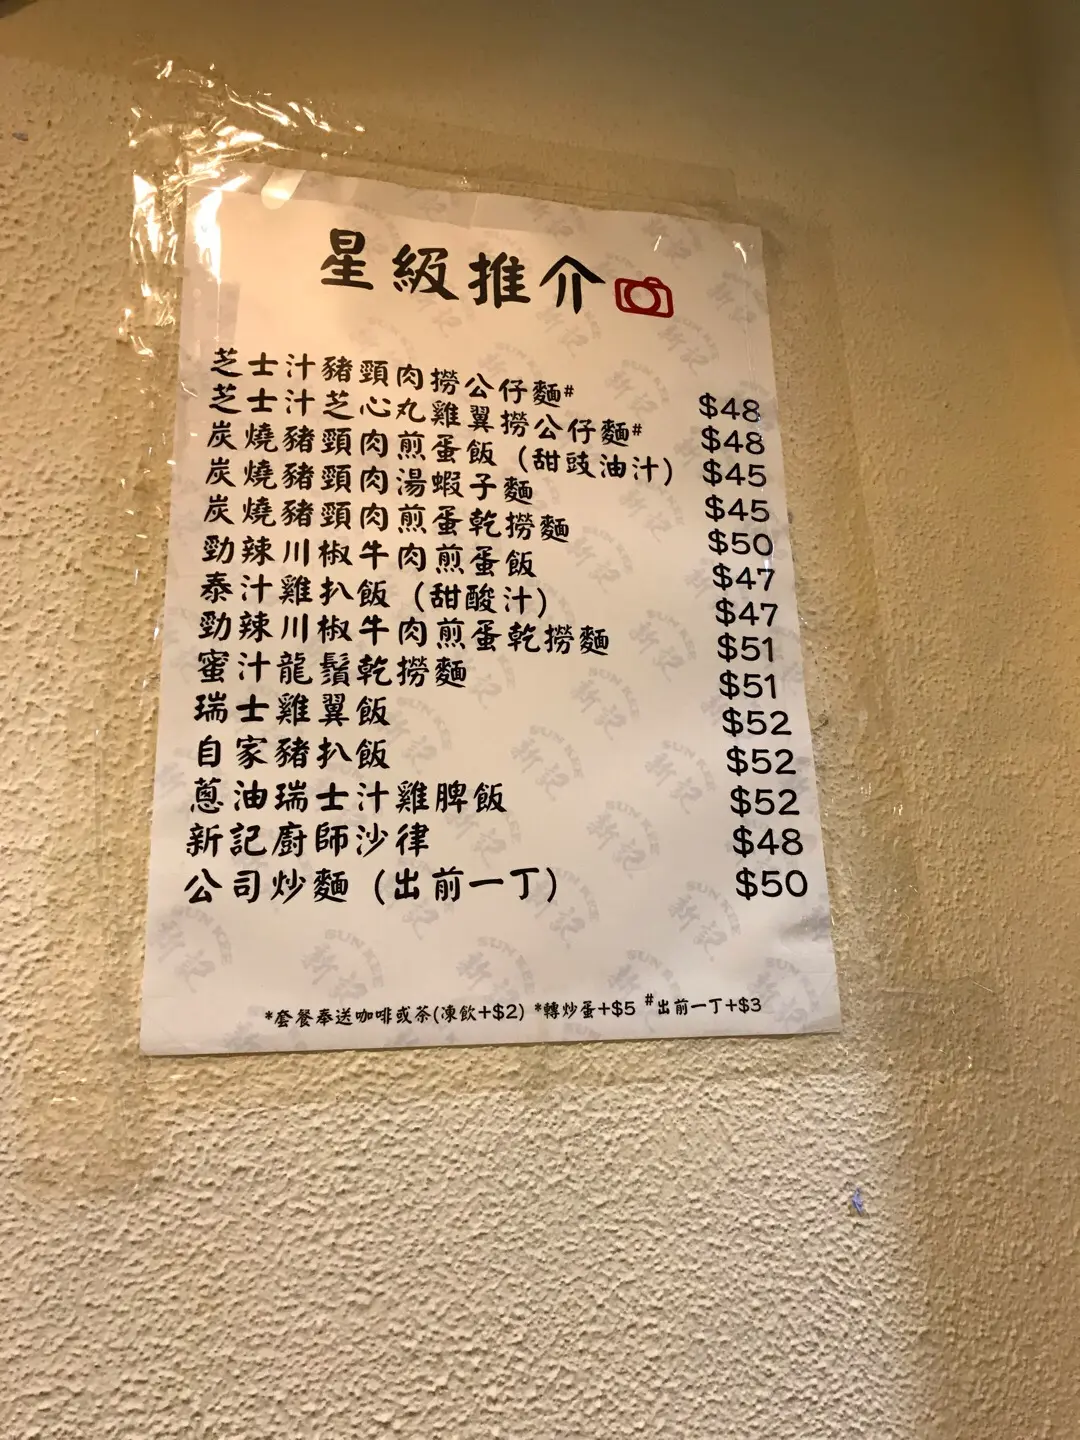 星級推介
芝士汁豬頸肉撈公仔麵# $48
芝士汁芝心丸雞翼撈公仔麵# $48
炭燒豬頸肉煎蛋飯（甜豉油汁） $45
炭燒豬頸肉湯蝦子麵 $45
炭燒豬頸肉煎蛋乾撈麵 $50
勁辣川椒牛肉煎蛋飯 $47
泰汁雞扒飯（甜酸汁） $47
勁辣川椒牛肉煎蛋乾撈麵 $51
蜜汁龍鬚乾撈麵 $51
瑞士雞翼飯 $52
自家豬扒飯 $52
蔥油瑞士汁雞脾飯 $52
新記廚師沙律 $48
公司炒麵（出前一丁） $50
*套餐奉送咖啡或茶(凍飲+$2) *轉炒蛋+$5 #出前一丁+$3